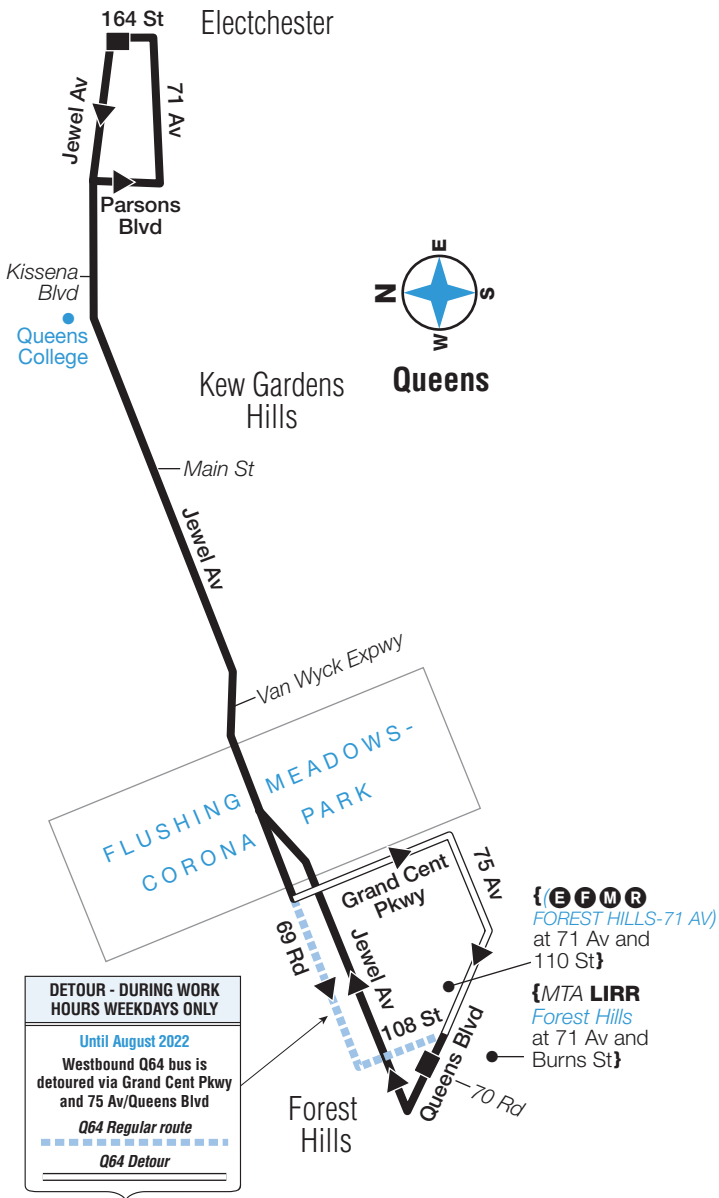 164 St
Electchester
Jewel Av
71 Av
Parsons
Blvd
Kissena
Blvd
Queens
College
E
N
S
W
Queens
Kew Gardens
Hills
Main St
Jewel Av
Van Wyck Expwy
FLUSHING MEADOWS-
CORONA PARK
Grand Cent
Pkwy
75 Av
69 Rd
Jewel Av
108 St
Queens Blvd
70 Rd
{(E F M R
FOREST HILLS-71 AV)
at 71 Av and
110 St}
{MTA LIRR
Forest Hills
at 71 Av and
Burns St}
Forest
Hills
DETOUR - DURING WORK
HOURS WEEKDAYS ONLY
Until August 2022
Westbound Q64 bus is
detoured via Grand Cent Pkwy
and 75 Av/Queens Blvd
Q64 Regular route
Q64 Detour